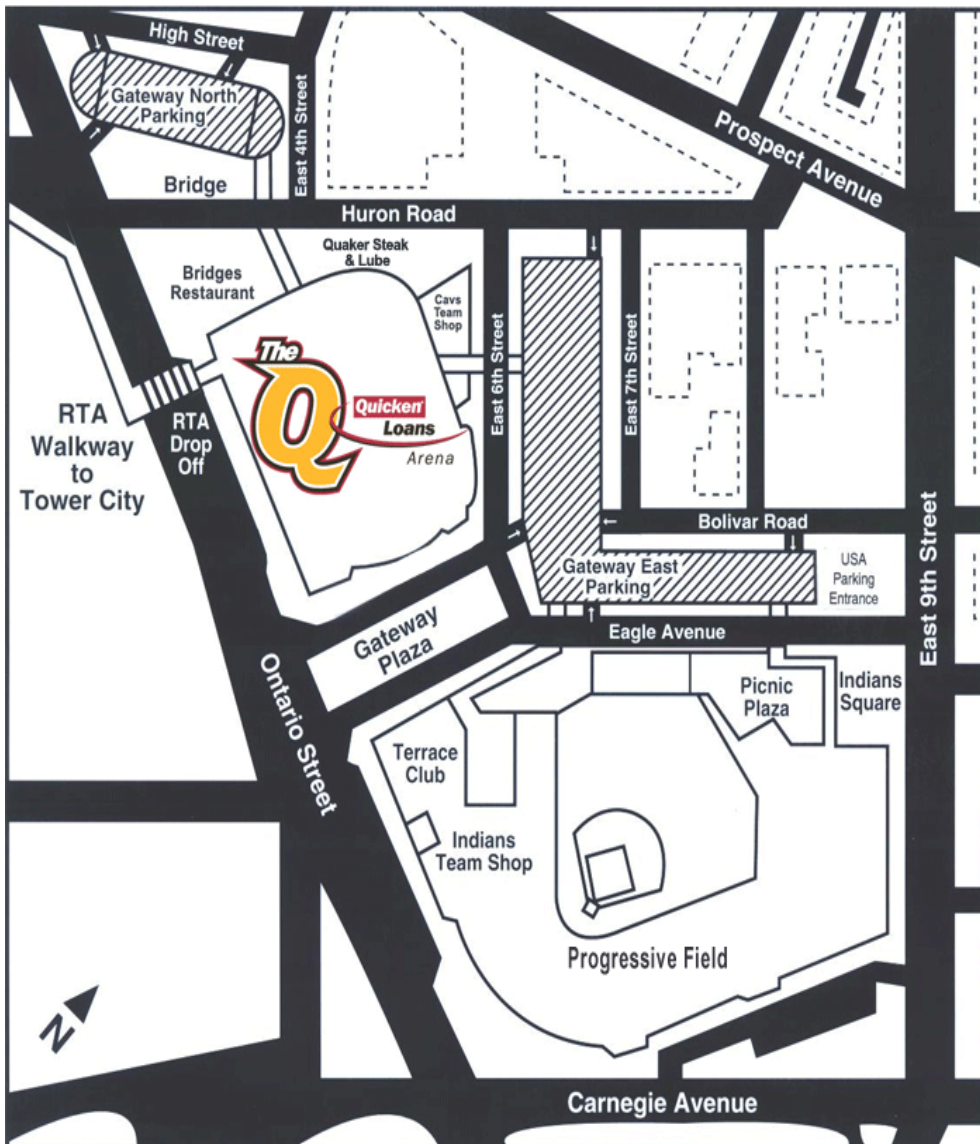 High Street
Gateway North
Parking
East 4th Street
Prospect Avenue
Bridge
Huron Road
Quaker Steak
& Lube
Bridges
Restaurant
Cavs
Team
Shop
East 6th Street
East 7th Street
The
Q
Quicken
Loans
Arena
RTA
Walkway
to
Tower City
RTA
Drop
Off
Bolivar Road
Gateway East
Parking
USA
Parking
Entrance
East 9th Street
Gateway
Plaza
Eagle Avenue
Ontario Street
Picnic
Plaza
Indians
Square
Terrace
Club
Indians
Team Shop
Progressive Field
N
Carnegie Avenue